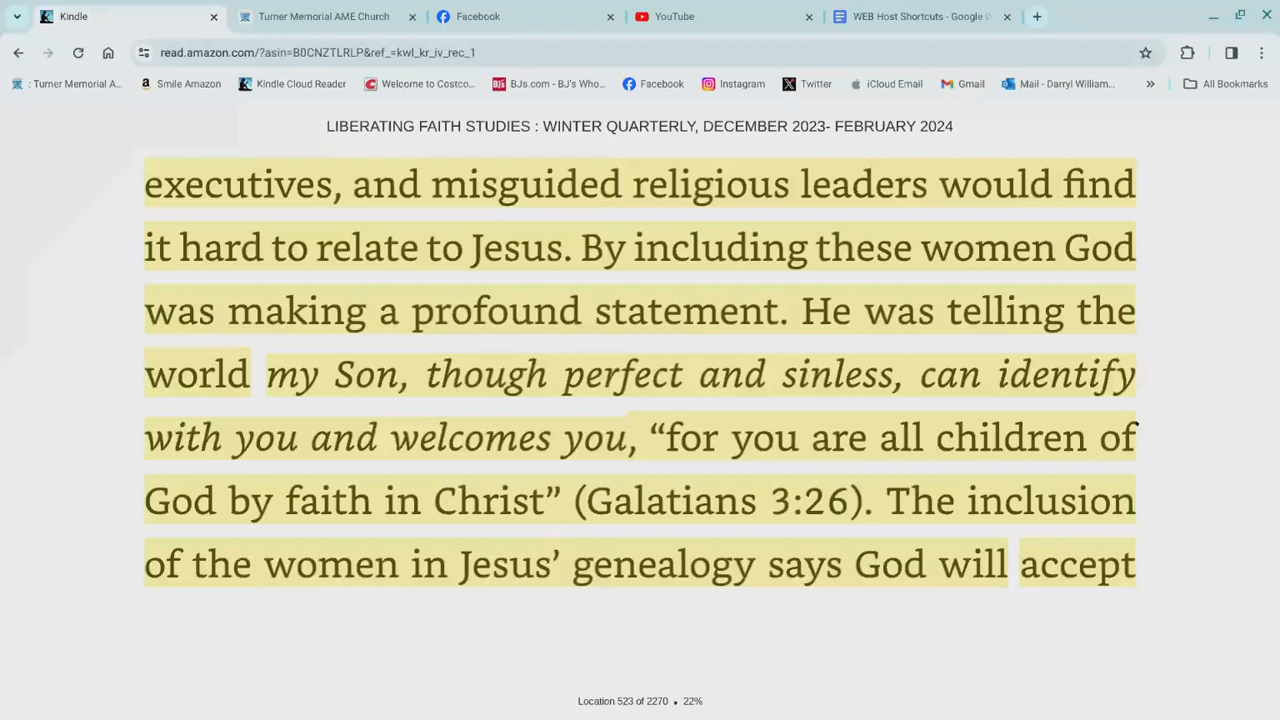 Kindle
Turner Memorial AME Church
Facebook
YouTube
WEB Host Shortcuts - Google
read.amazon.com/?asin=B0CNZTLRLP&ref_=kwl_kr_iv_rec_1
: Turner Memorial A...
Smile Amazon
Kindle Cloud Reader
Welcome to Costco...
BJs.com - BJ's Who...
Facebook
Instagram
Twitter
iCloud Email
Gmail
Mail - Darryl William...
All Bookmarks
LIBERATING FAITH STUDIES : WINTER QUARTERLY, DECEMBER 2023- FEBRUARY 2024
executives, and misguided religious leaders would find
it hard to relate to Jesus. By including these women God
was making a profound statement. He was telling the
world my Son, though perfect and sinless, can identify
with you and welcomes you, “for you are all children of
God by faith in Christ” (Galatians 3:26). The inclusion
of the women in Jesus’ genealogy says God will accept
Location 523 of 2270 • 22%